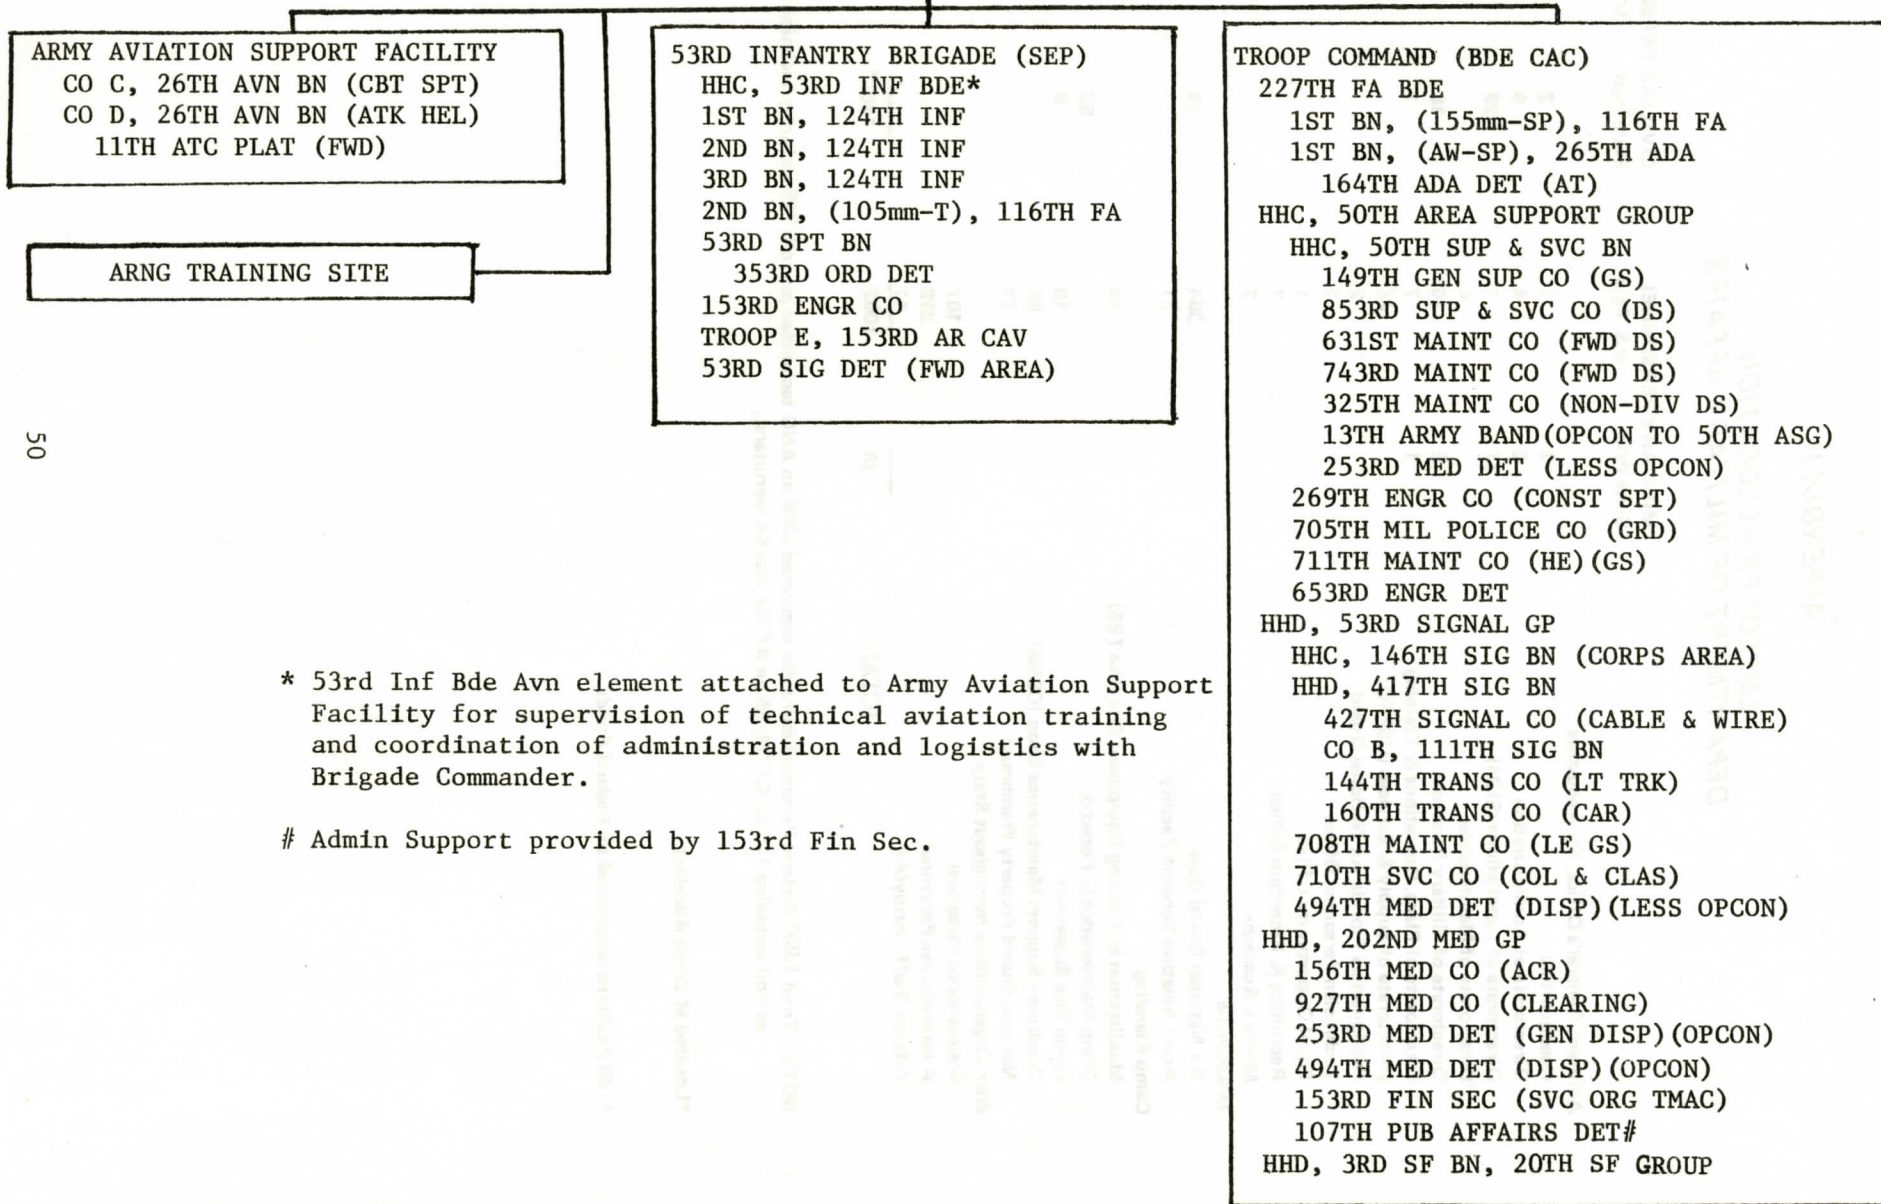 ARMY AVIATION SUPPORT FACILITY
CO C, 26TH AVN BN (CBT SPT)
CO D, 26TH AVN BN (ATK HEL)
11TH ATC PLAT (FWD)
ARNG TRAINING SITE
53RD INFANTRY BRIGADE (SEP)
HHC, 53RD INF BDE*
1ST BN, 124TH INF
2ND BN, 124TH INF
3RD BN, 124TH INF
2ND BN, (105mm-T), 116TH FA
53RD SPT BN
353RD ORD DET
153RD ENGR CO
TROOP E, 153RD AR CAV
53RD SIG DET (FWD AREA)
TROOP COMMAND (BDE CAC)
227TH FA BDE
1ST BN, (155mm-SP), 116TH FA
1ST BN, (AW-SP), 265TH ADA
164TH ADA DET (AT)
HHC, 50TH AREA SUPPORT GROUP
HHC, 50TH SUP & SVC BN
149TH GEN SUP CO (GS)
853RD SUP & SVC CO (DS)
631ST MAINT CO (FWD DS)
743RD MAINT CO (FWD DS)
325TH MAINT CO (NON-DIV DS)
13TH ARMY BAND(OPCON TO 50TH ASG)
253RD MED DET (LESS OPCON)
269TH ENGR CO (CONST SPT)
705TH MIL POLICE CO (GRD)
711TH MAINT CO (HE)(GS)
653RD ENGR DET
HHD, 53RD SIGNAL GP
HHC, 146TH SIG BN (CORPS AREA)
HHD, 417TH SIG BN
427TH SIGNAL CO (CABLE & WIRE)
CO B, 111TH SIG BN
144TH TRANS CO (LT TRK)
160TH TRANS CO (CAR)
708TH MAINT CO (LE GS)
710TH SVC CO (COL & CLAS)
494TH MED DET (DISP)(LESS OPCON)
HHD, 202ND MED GP
156TH MED CO (ACR)
927TH MED CO (CLEARING)
253RD MED DET (GEN DISP)(OPCON)
494TH MED DET (DISP)(OPCON)
153RD FIN SEC (SVC ORG TMAC)
107TH PUB AFFAIRS DET#
HHD, 3RD SF BN, 20TH SF GROUP
* 53rd Inf Bde Avn element attached to Army Aviation Support
Facility for supervision of technical aviation training
and coordination of administration and logistics with
Brigade Commander.
# Admin Support provided by 153rd Fin Sec.
50